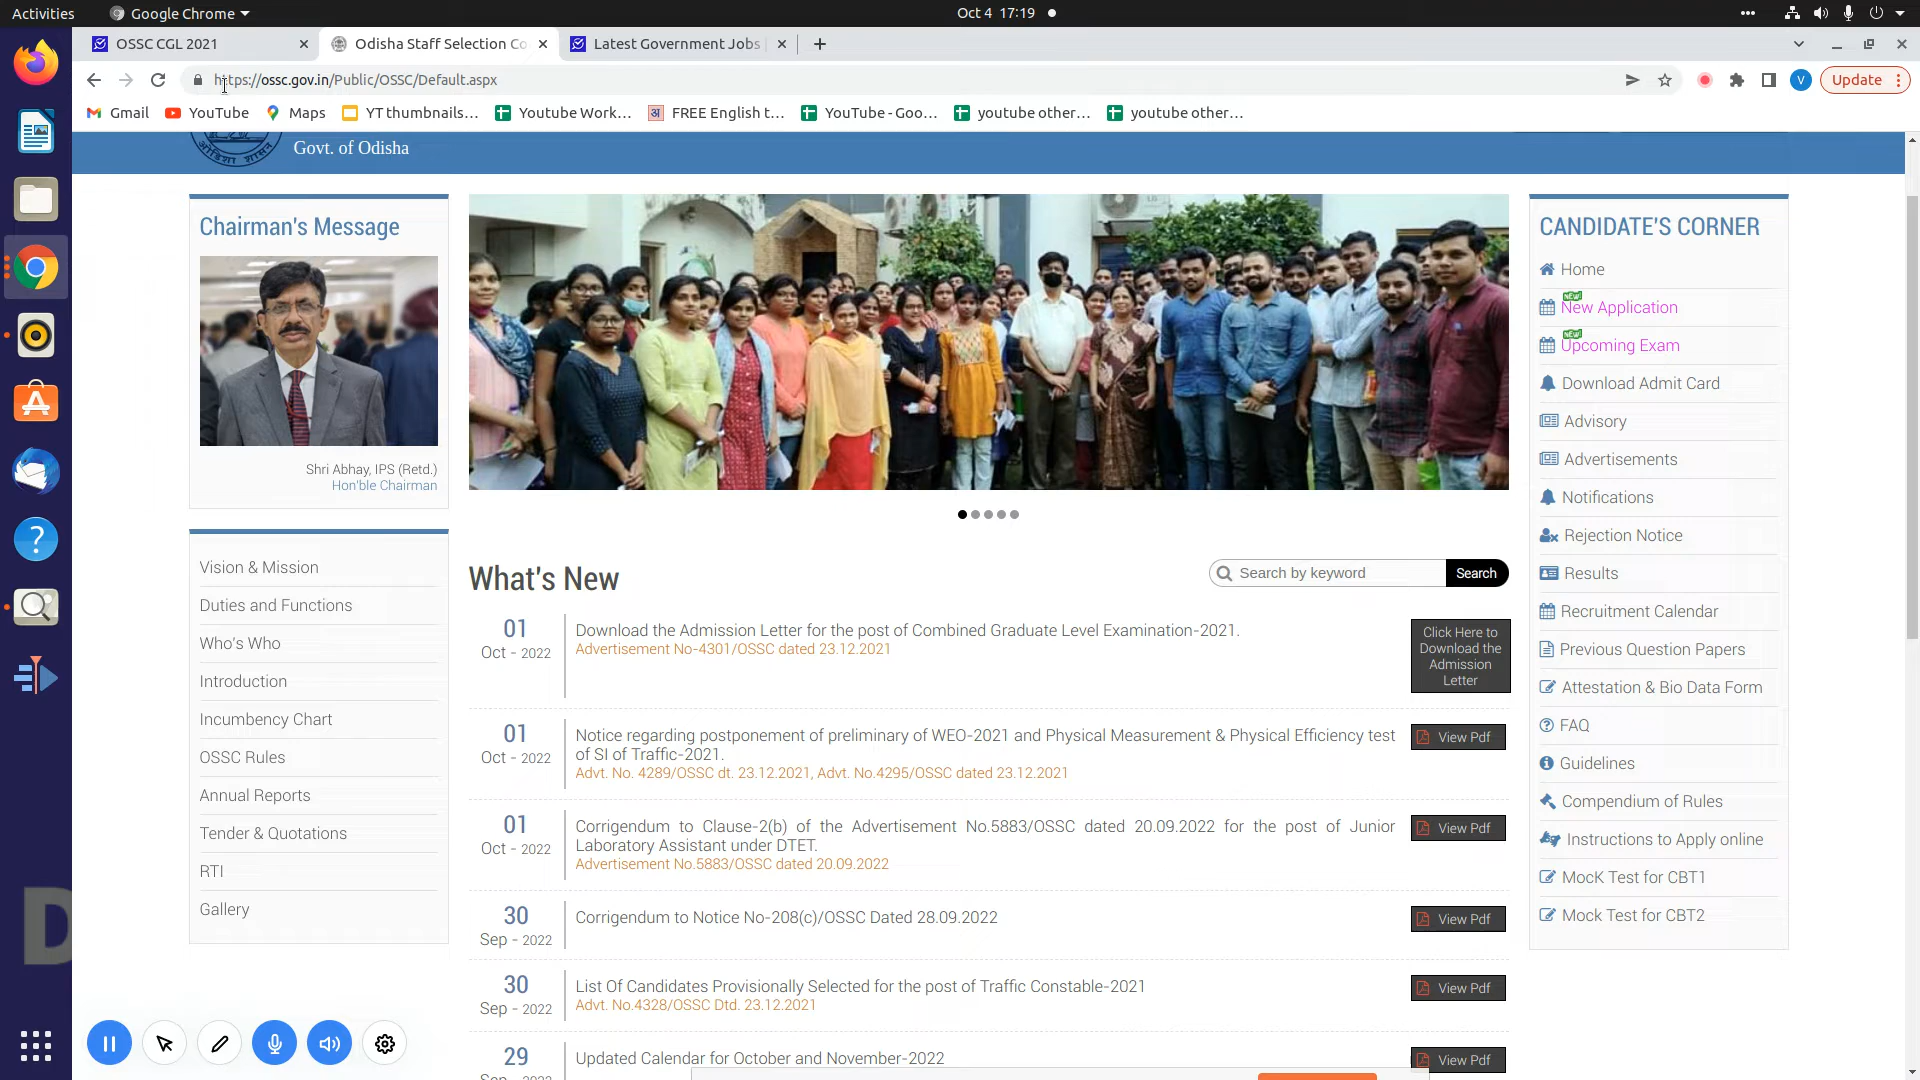 Activities
Google Chrome
Oct 4 17:19
OSSC CGL 2021
Odisha Staff Selection Co
Latest Government Jobs
https://ossc.gov.in/Public/OSSC/Default.aspx
V
Update
Gmail
YouTube
Maps
YT thumbnails...
Youtube Work...
FREE English t...
YouTube - Goo...
youtube other...
youtube other...
ओड़िशा शासन
Govt. of Odisha
Chairman's Message
Shri Abhay, IPS (Retd.)
Hon'ble Chairman
Vision & Mission
Duties and Functions
Who's Who
Introduction
Incumbency Chart
OSSC Rules
Annual Reports
Tender & Quotations
RTI
Gallery
What's New
Search by keyword
Search
01
Oct - 2022
Download the Admission Letter for the post of Combined Graduate Level Examination-2021.
Advertisement No-4301/OSSC dated 23.12.2021
Click Here to
Download the
Admission
Letter
01
Oct - 2022
Notice regarding postponement of preliminary of WEO-2021 and Physical Measurement & Physical Efficiency test
of SI of Traffic-2021.
Advt. No. 4289/OSSC dt. 23.12.2021, Advt. No.4295/OSSC dated 23.12.2021
View Pdf
01
Oct - 2022
Corrigendum to Clause-2(b) of the Advertisement No.5883/OSSC dated 20.09.2022 for the post of Junior
Laboratory Assistant under DTET.
Advertisement No.5883/OSSC dated 20.09.2022
View Pdf
30
Sep - 2022
Corrigendum to Notice No-208(c)/OSSC Dated 28.09.2022
View Pdf
30
Sep - 2022
List Of Candidates Provisionally Selected for the post of Traffic Constable-2021
Advt. No.4328/OSSC Dtd. 23.12.2021
View Pdf
29
Sep - 2022
Updated Calendar for October and November-2022
View Pdf
CANDIDATE'S CORNER
Home
NEW
New Application
NEW
Upcoming Exam
Download Admit Card
Advisory
Advertisements
Notifications
Rejection Notice
Results
Recruitment Calendar
Previous Question Papers
Attestation & Bio Data Form
FAQ
Guidelines
Compendium of Rules
Instructions to Apply online
MocK Test for CBT1
Mock Test for CBT2